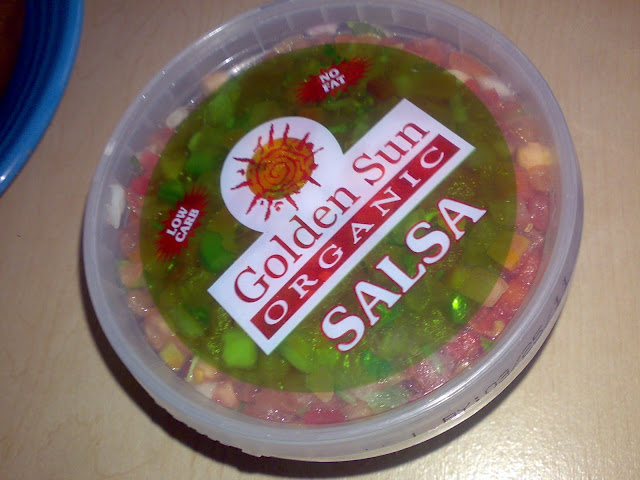 NO
FAT
LOW
CARB
Golden Sun
ORGANIC
SALSA